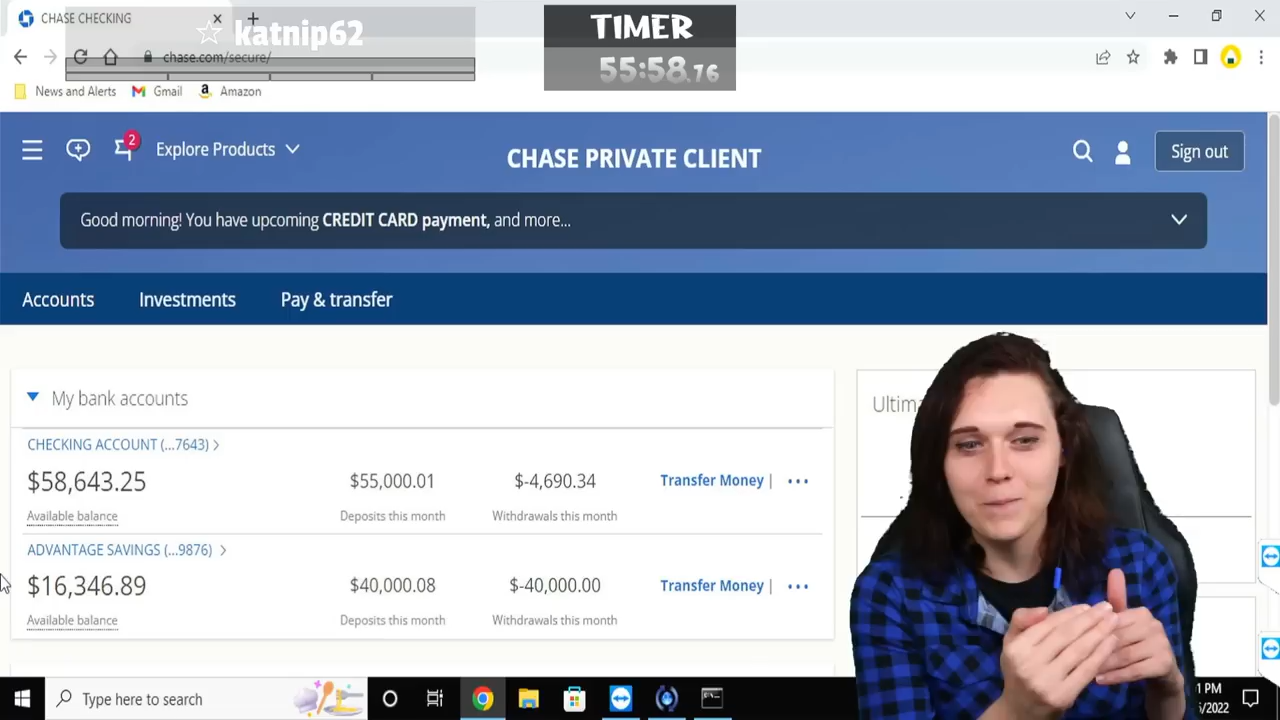 CHASE CHECKING
☆ katnip62
TIMER
55:58.76
chase.com/secure/
News and Alerts
Gmail
Amazon
2
Explore Products
CHASE PRIVATE CLIENT
Sign out
Good morning! You have upcoming CREDIT CARD payment, and more...
Accounts
Investments
Pay & transfer
My bank accounts
CHECKING ACCOUNT (...7643)
$58,643.25
$55,000.01
$-4,690.34
Transfer Money |
Available balance
Deposits this month
Withdrawals this month
ADVANTAGE SAVINGS (...9876)
$16,346.89
$40,000.08
$-40,000.00
Transfer Money |
Available balance
Deposits this month
Withdrawals this month
Type here to search
1 PM
/2022